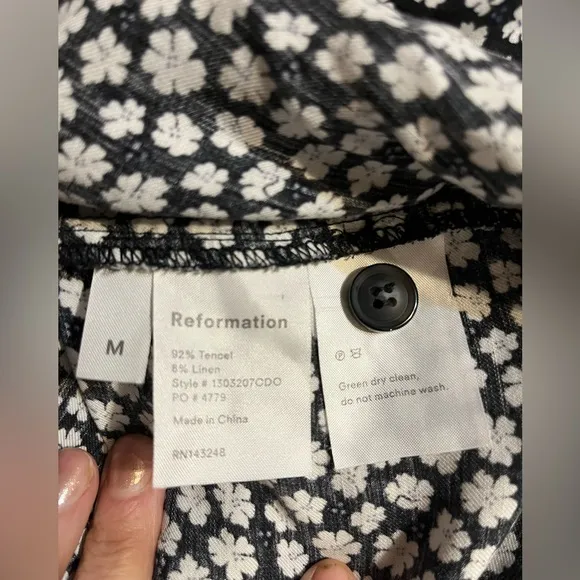 M
Reformation
92% Tencel
8% Linen
Style # 1303207CDO
PO # 4779
Made in China
RN143248
P
Green dry clean,
do not machine wash.